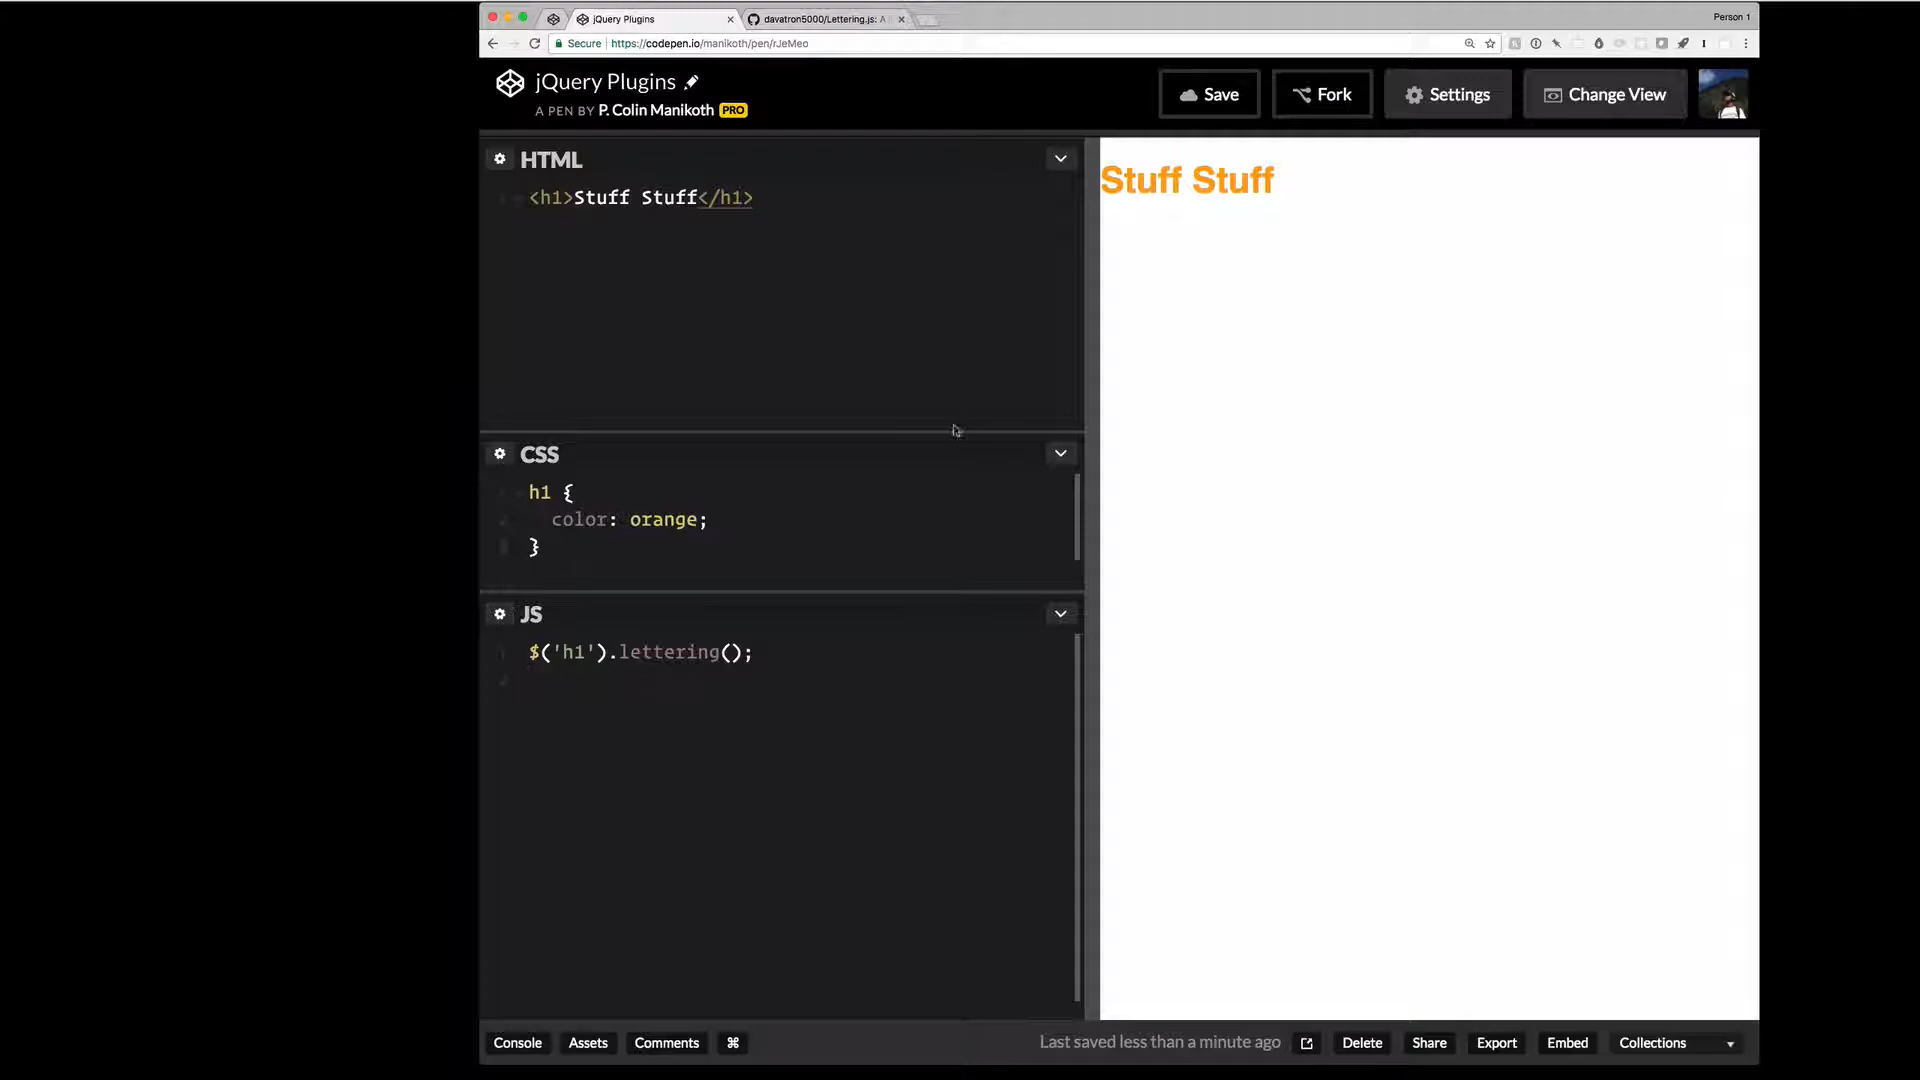 jQuery Plugins
davatron5000/Lettering.js: A
Person 1
Secure
https://codepen.io/manikoth/pen/rJeMeo
jQuery Plugins
A PEN BY P. Colin Manikoth PRO
Save
Fork
Settings
Change View
HTML
<h1>Stuff Stuff</h1>
Stuff Stuff
CSS
h1 {
color: orange;
}
JS
$('h1').lettering();
Console
Assets
Comments
⌘
Last saved less than a minute ago
Delete
Share
Export
Embed
Collections